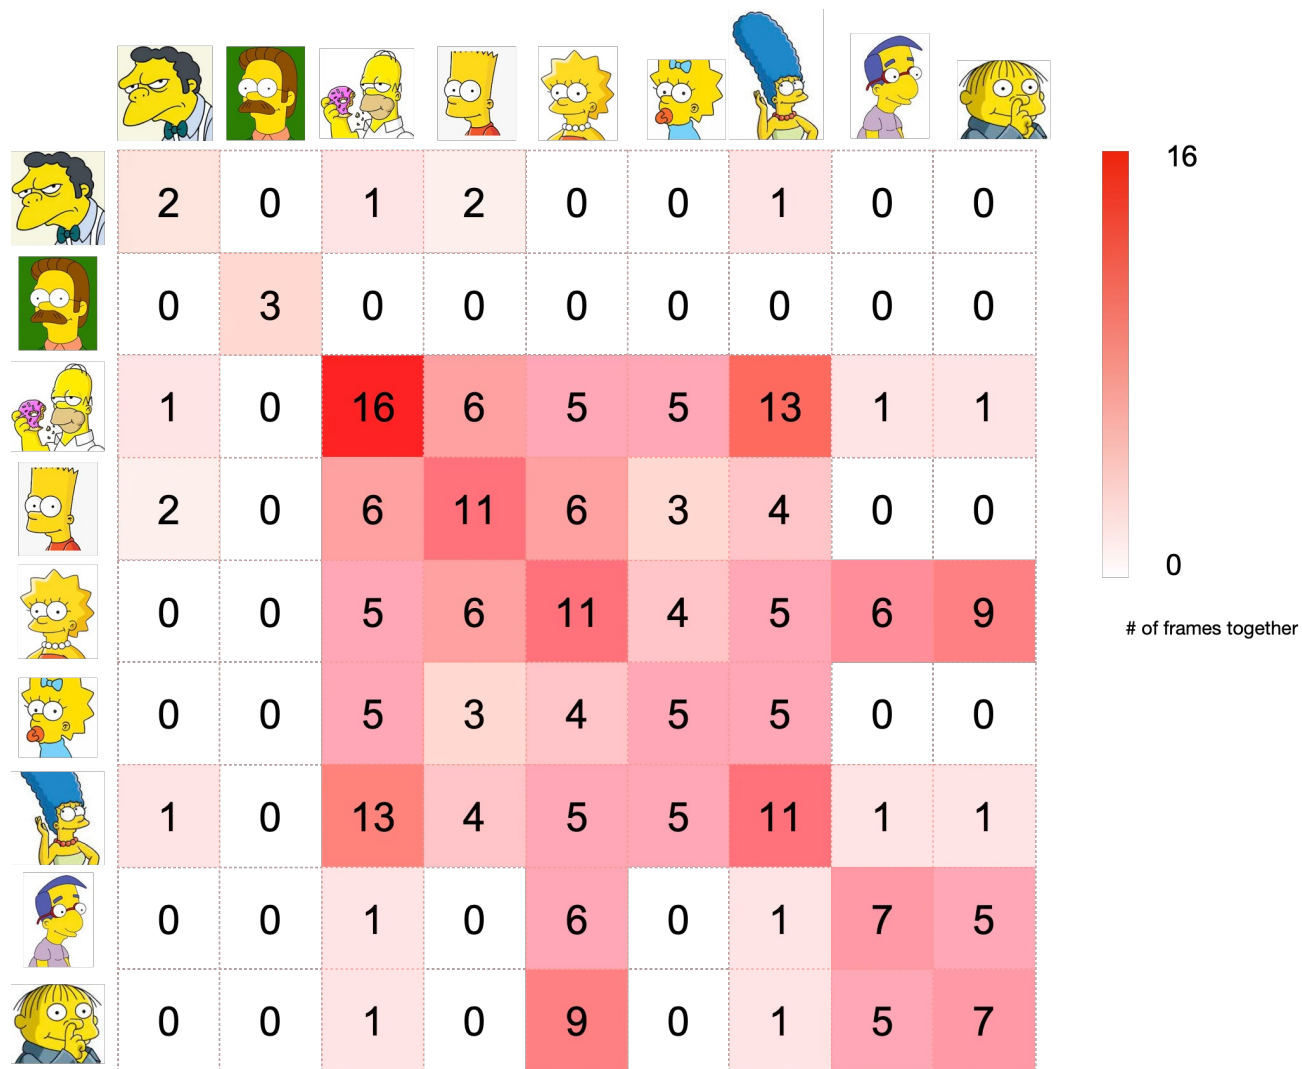 16
2 0 1 2 0 0 1 0 0
0 3 0 0 0 0 0 0 0
1 0 16 6 5 5 13 1 1
2 0 6 11 6 3 4 0 0
0 0 5 6 11 4 5 6 9
0
# of frames together
0 0 5 3 4 5 5 0 0
1 0 13 4 5 5 11 1 1
0 0 1 0 6 0 1 7 5
0 0 1 0 9 0 1 5 7